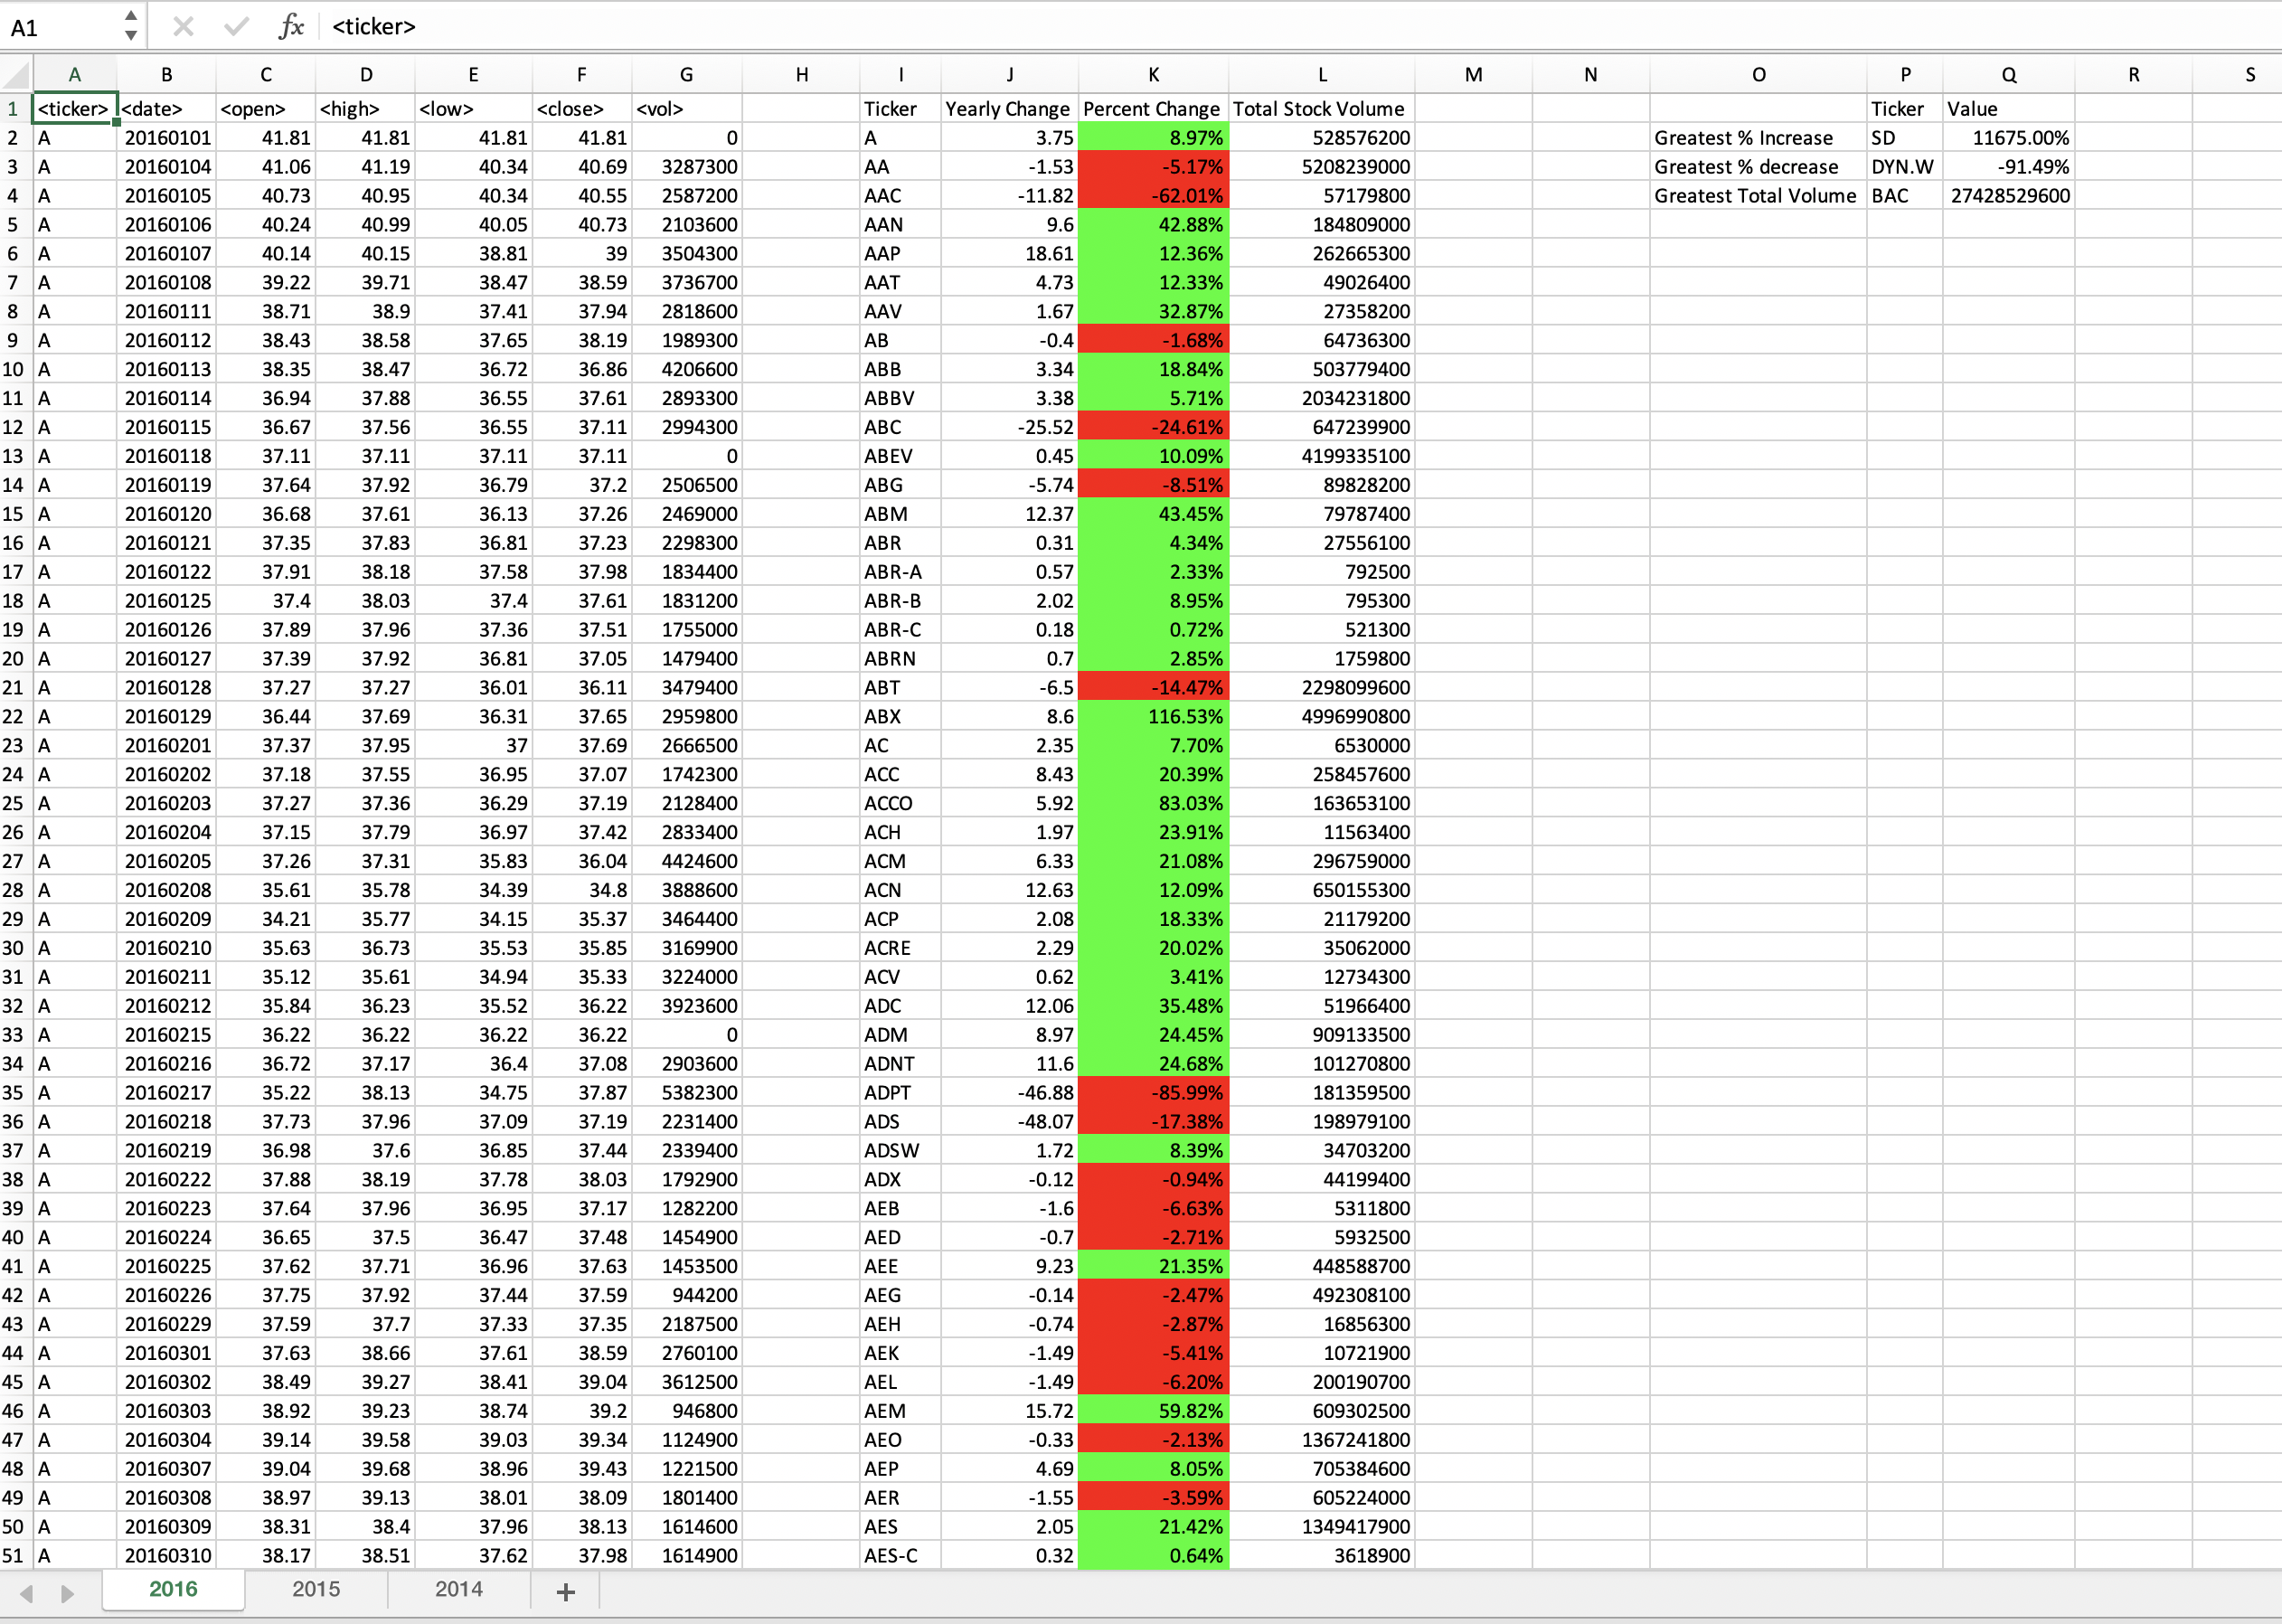 A1 fx <ticker>
A B C D E F G H I J K L M N O P Q R S
1 <ticker> <date> <open> <high> <low> <close> <vol> Ticker Yearly Change Percent Change Total Stock Volume Ticker Value
2 A 20160101 41.81 41.81 41.81 41.81 0 A 3.75 8.97% 528576200 Greatest % Increase SD 11675.00%
3 A 20160104 41.06 41.19 40.34 40.69 3287300 AA -1.53 -5.17% 5208239000 Greatest % decrease DYN.W -91.49%
4 A 20160105 40.73 40.95 40.34 40.55 2587200 AAC -11.82 -62.01% 57179800 Greatest Total Volume BAC 27428529600
5 A 20160106 40.24 40.99 40.05 40.73 2103600 AAN 9.6 42.88% 184809000
6 A 20160107 40.14 40.15 38.81 39 3504300 AAP 18.61 12.36% 262665300
7 A 20160108 39.22 39.71 38.47 38.59 3736700 AAT 4.73 12.33% 49026400
8 A 20160111 38.71 38.9 37.41 37.94 2818600 AAV 1.67 32.87% 27358200
9 A 20160112 38.43 38.58 37.65 38.19 1989300 AB -0.4 -1.68% 64736300
10 A 20160113 38.35 38.47 36.72 36.86 4206600 ABB 3.34 18.84% 503779400
11 A 20160114 36.94 37.88 36.55 37.61 2893300 ABBV 3.38 5.71% 2034231800
12 A 20160115 36.67 37.56 36.55 37.11 2994300 ABC -25.52 -24.61% 647239900
13 A 20160118 37.11 37.11 37.11 37.11 0 ABEV 0.45 10.09% 4199335100
14 A 20160119 37.64 37.92 36.79 37.2 2506500 ABG -5.74 -8.51% 89828200
15 A 20160120 36.68 37.61 36.13 37.26 2469000 ABM 12.37 43.45% 79787400
16 A 20160121 37.35 37.83 36.81 37.23 2298300 ABR 0.31 4.34% 27556100
17 A 20160122 37.91 38.18 37.58 37.98 1834400 ABR-A 0.57 2.33% 792500
18 A 20160125 37.4 38.03 37.4 37.61 1831200 ABR-B 2.02 8.95% 795300
19 A 20160126 37.89 37.96 37.36 37.51 1755000 ABR-C 0.18 0.72% 521300
20 A 20160127 37.39 37.92 36.81 37.05 1479400 ABRN 0.7 2.85% 1759800
21 A 20160128 37.27 37.27 36.01 36.11 3479400 ABT -6.5 -14.47% 2298099600
22 A 20160129 36.44 37.69 36.31 37.65 2959800 ABX 8.6 116.53% 4996990800
23 A 20160201 37.37 37.95 37 37.69 2666500 AC 2.35 7.70% 6530000
24 A 20160202 37.18 37.55 36.95 37.07 1742300 ACC 8.43 20.39% 258457600
25 A 20160203 37.27 37.36 36.29 37.19 2128400 ACCO 5.92 83.03% 163653100
26 A 20160204 37.15 37.79 36.97 37.42 2833400 ACH 1.97 23.91% 11563400
27 A 20160205 37.26 37.31 35.83 36.04 4424600 ACM 6.33 21.08% 296759000
28 A 20160208 35.61 35.78 34.39 34.8 3888600 ACN 12.63 12.09% 650155300
29 A 20160209 34.21 35.77 34.15 35.37 3464400 ACP 2.08 18.33% 21179200
30 A 20160210 35.63 36.73 35.53 35.85 3169900 ACRE 2.29 20.02% 35062000
31 A 20160211 35.12 35.61 34.94 35.33 3224000 ACV 0.62 3.41% 12734300
32 A 20160212 35.84 36.23 35.52 36.22 3923600 ADC 12.06 35.48% 51966400
33 A 20160215 36.22 36.22 36.22 36.22 0 ADM 8.97 24.45% 909133500
34 A 20160216 36.72 37.17 36.4 37.08 2903600 ADNT 11.6 24.68% 101270800
35 A 20160217 35.22 38.13 34.75 37.87 5382300 ADPT -46.88 -85.99% 181359500
36 A 20160218 37.73 37.96 37.09 37.19 2231400 ADS -48.07 -17.38% 198979100
37 A 20160219 36.98 37.6 36.85 37.44 2339400 ADSW 1.72 8.39% 34703200
38 A 20160222 37.88 38.19 37.78 38.03 1792900 ADX -0.12 -0.94% 44199400
39 A 20160223 37.64 37.96 36.95 37.17 1282200 AEB -1.6 -6.63% 5311800
40 A 20160224 36.65 37.5 36.47 37.48 1454900 AED -0.7 -2.71% 5932500
41 A 20160225 37.62 37.71 36.96 37.63 1453500 AEE 9.23 21.35% 448588700
42 A 20160226 37.75 37.92 37.44 37.59 944200 AEG -0.14 -2.47% 492308100
43 A 20160229 37.59 37.7 37.33 37.35 2187500 AEH -0.74 -2.87% 16856300
44 A 20160301 37.63 38.66 37.61 38.59 2760100 AEK -1.49 -5.41% 10721900
45 A 20160302 38.49 39.27 38.41 39.04 3612500 AEL -1.49 -6.20% 200190700
46 A 20160303 38.92 39.23 38.74 39.2 946800 AEM 15.72 59.82% 609302500
47 A 20160304 39.14 39.58 39.03 39.34 1124900 AEO -0.33 -2.13% 1367241800
48 A 20160307 39.04 39.68 38.96 39.43 1221500 AEP 4.69 8.05% 705384600
49 A 20160308 38.97 39.13 38.01 38.09 1801400 AER -1.55 -3.59% 605224000
50 A 20160309 38.31 38.4 37.96 38.13 1614600 AES 2.05 21.42% 1349417900
51 A 20160310 38.17 38.51 37.62 37.98 1614900 AES-C 0.32 0.64% 3618900
2016 2015 2014 +